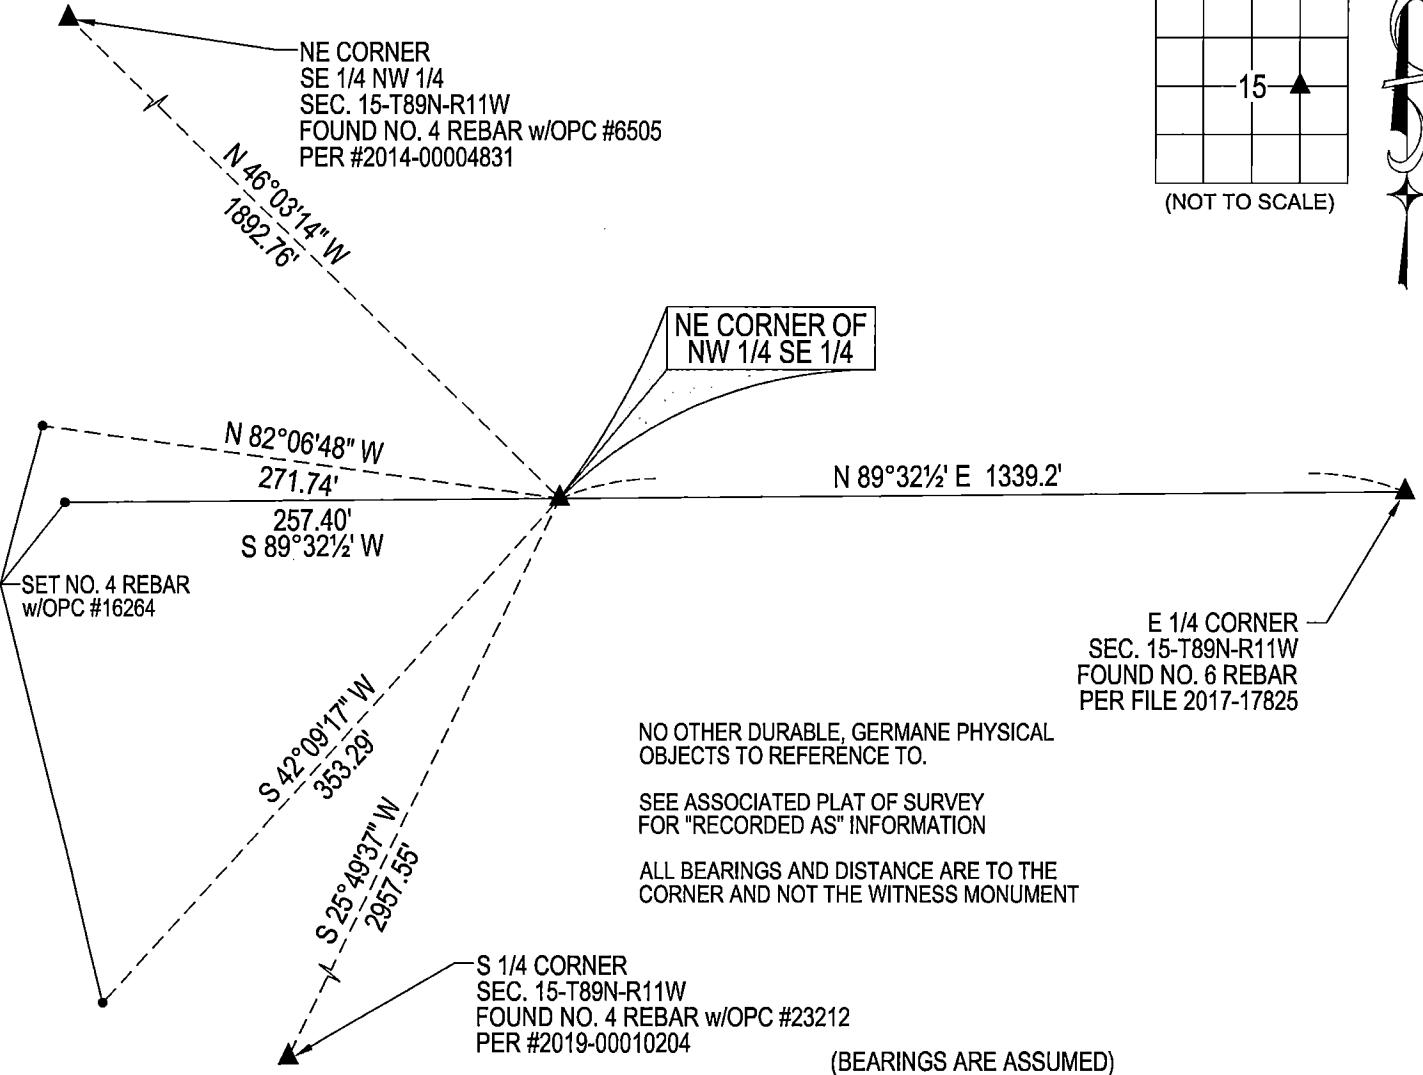 NE CORNER
SE 1/4 NW 1/4
SEC. 15-T89N-R11W
FOUND NO. 4 REBAR w/OPC #6505
PER #2014-00004831
15
(NOT TO SCALE)
N 46°03'14" W
1892.76'
NE CORNER OF
NW 1/4 SE 1/4
N 82°06'48" W
271.74'
257.40'
S 89°32½' W
N 89°32½' E 1339.2'
SET NO. 4 REBAR
w/OPC #16264
E 1/4 CORNER
SEC. 15-T89N-R11W
FOUND NO. 6 REBAR
PER FILE 2017-17825
S 42°09'17" W
353.29'
S 25°49'37" W
2957.55'
NO OTHER DURABLE, GERMANE PHYSICAL
OBJECTS TO REFERENCE TO.
SEE ASSOCIATED PLAT OF SURVEY
FOR "RECORDED AS" INFORMATION
ALL BEARINGS AND DISTANCE ARE TO THE
CORNER AND NOT THE WITNESS MONUMENT
S 1/4 CORNER
SEC. 15-T89N-R11W
FOUND NO. 4 REBAR w/OPC #23212
PER #2019-00010204
(BEARINGS ARE ASSUMED)